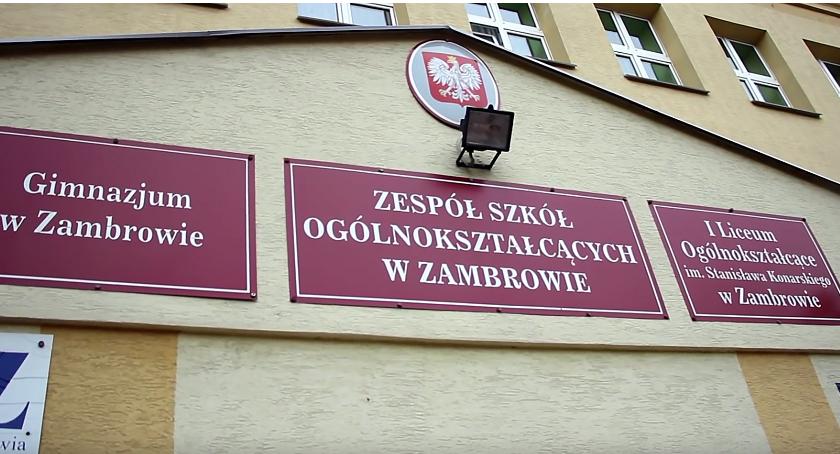 Gimnazjum
w Zambrowie
ZESPÓŁ SZKÓŁ
OGÓLNOKSZTAŁCĄCYCH
W ZAMBROWIE
I Liceum
Ogólnokształcące
im. Stanisława Konarskiego
w Zambrowie